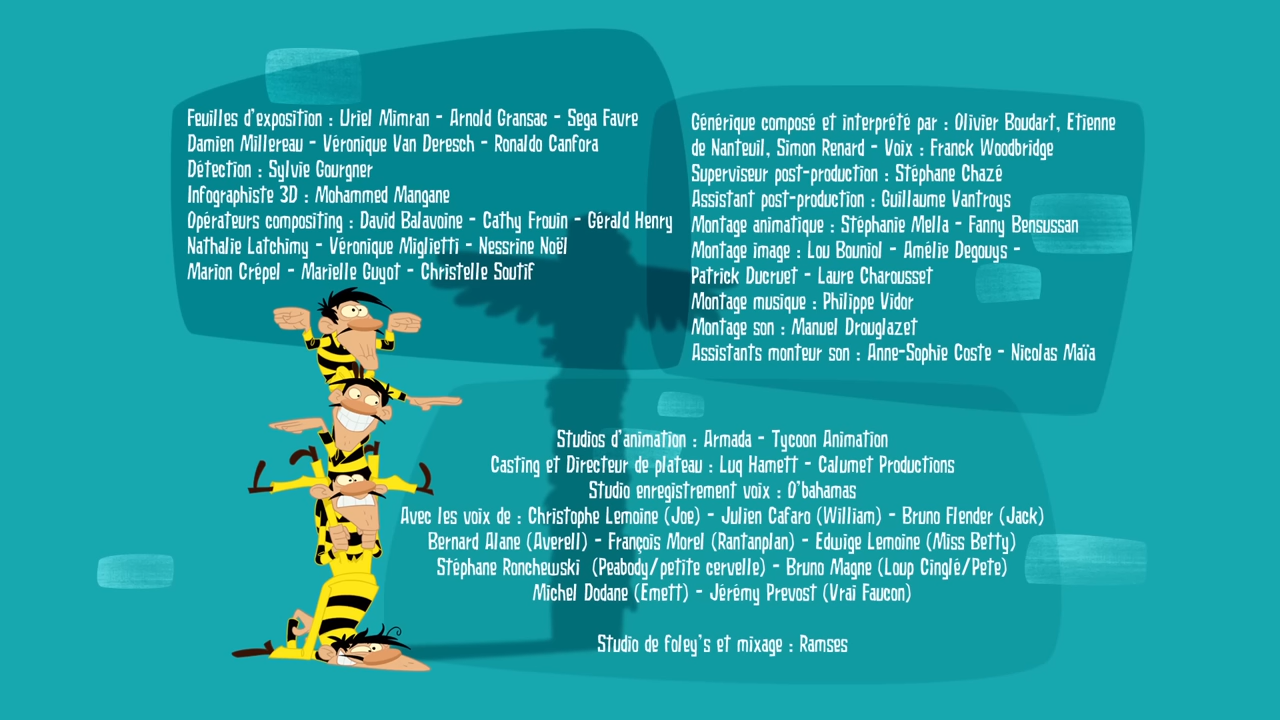 Feuilles d'exposition : Uriel Mimran - Arnold Gransac - Sega Favre
Damien Millereau - Véronique Van Deresch - Ronaldo Canfora
Détection : Sylvie Gourgner
Infographiste 3D : Mohammed Mangane
Opérateurs compositing : David Balavoine - Cathy Frouin - Gérald Henry
Nathalie Latchimy - Véronique Miglietti - Nessrine Noël
Marion Crépel - Marielle Guyot - Christelle Soutif
Générique composé et interprété par : Olivier Boudart, Etienne
de Nanteuil, Simon Renard - Voix : Franck Woodbridge
Superviseur post-production : Stéphane Chazé
Assistant post-production : Guillaume Vantroys
Montage animatique : Stéphanie Mella - Fanny Bensussan
Montage image : Lou Bouniol - Amélie Degouys -
Patrick Ducruet - Laure Charousset
Montage musique : Philippe Vidor
Montage son : Manuel Drouglazet
Assistants monteur son : Anne-Sophie Coste - Nicolas Maïa
Studios d'animation : Armada - Tycoon Animation
Casting et Directeur de plateau : Luq Hamett - Calumet Productions
Studio enregistrement voix : O'bahamas
Avec les voix de : Christophe Lemoine (Joe) - Julien Cafaro (William) - Bruno Flender (Jack)
Bernard Alane (Averell) - François Morel (Rantanplan) - Edwige Lemoine (Miss Betty)
Stéphane Ronchewski (Peabody/petite cervelle) - Bruno Magne (Loup Cinglé/Pete)
Michel Dodane (Emett) - Jérémy Prevost (Vrai Faucon)
Studio de foley's et mixage : Ramses